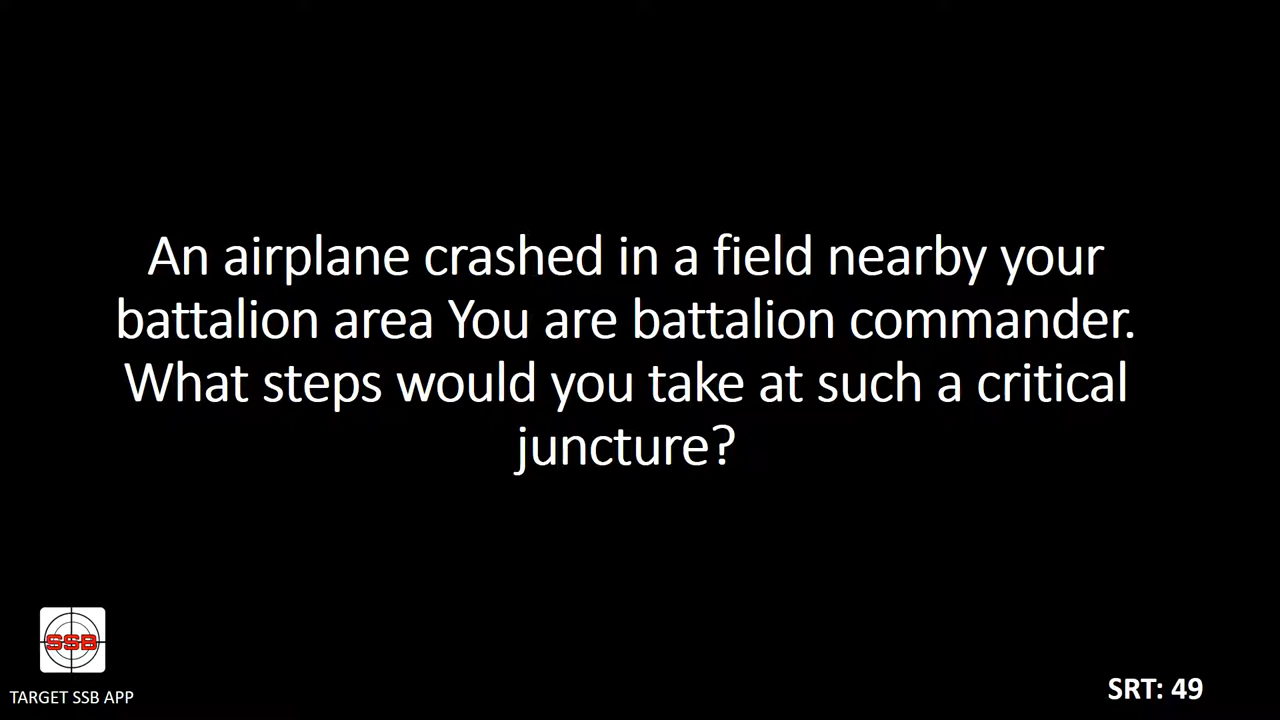 An airplane crashed in a field nearby your
battalion area You are battalion commander.
What steps would you take at such a critical
juncture?
SSB
TARGET SSB APP
SRT: 49